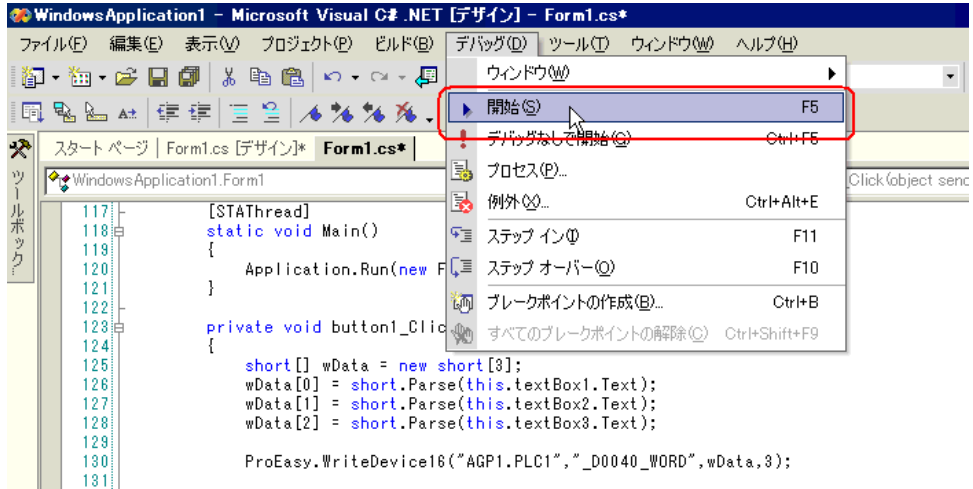 WindowsApplication1 - Microsoft Visual C# .NET [デザイン] - Form1.cs*
ファイル(F) 編集(E) 表示(V) プロジェクト(P) ビルド(B) デバッグ(D) ツール(T) ウィンドウ(W) ヘルプ(H)
ウィンドウ(W)
開始(S) F5
デバッグなしで開始(G) Ctrl+F5
プロセス(P)...
例外(X)... Ctrl+Alt+E
ステップ イン(I) F11
ステップ オーバー(O) F10
ブレークポイントの作成(B)... Ctrl+B
すべてのブレークポイントの解除(C) Ctrl+Shift+F9
ツールボックス
スタート ページ Form1.cs [デザイン]* Form1.cs*
WindowsApplication1.Form1
_Click(object senc
117 [STAThread]
118 static void Main()
119 {
120 Application.Run(new F
121 }
122
123 private void button1_Clic
124 {
125 short[] wData = new short[3];
126 wData[0] = short.Parse(this.textBox1.Text);
127 wData[1] = short.Parse(this.textBox2.Text);
128 wData[2] = short.Parse(this.textBox3.Text);
129
130 ProEasy.WriteDevice16("AGP1.PLC1","_D0040_WORD",wData,3);
131